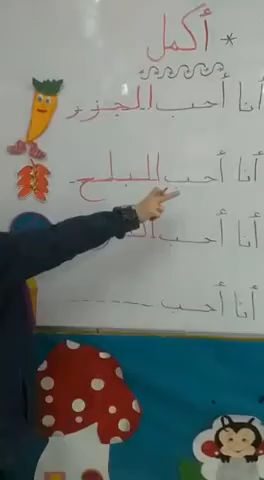 * أكمل
أنا أحب الجزر
أنا أحب البلح
أنا أحب
أنا أحب ------